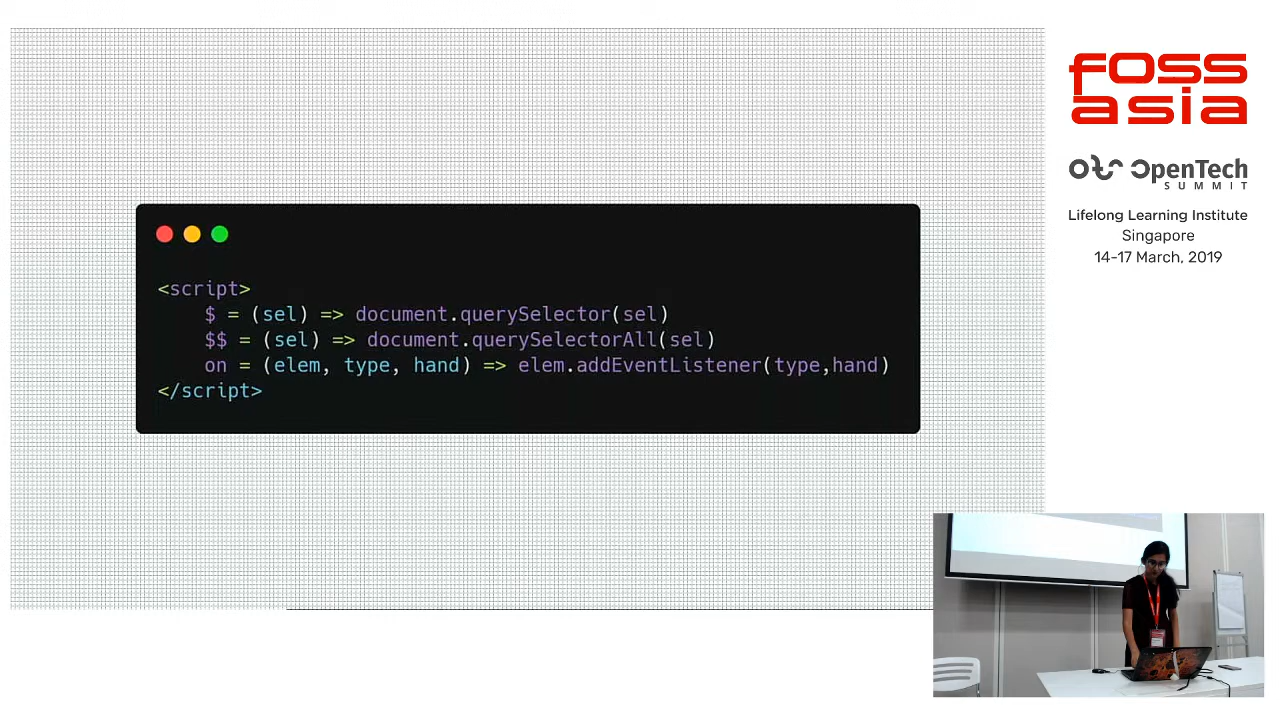 <script>
$ = (sel) => document.querySelector(sel)
$$ = (sel) => document.querySelectorAll(sel)
on = (elem, type, hand) => elem.addEventListener(type,hand)
</script>
fOSS
asia
OpenTech
SUMMIT
Lifelong Learning Institute
Singapore
14-17 March, 2019